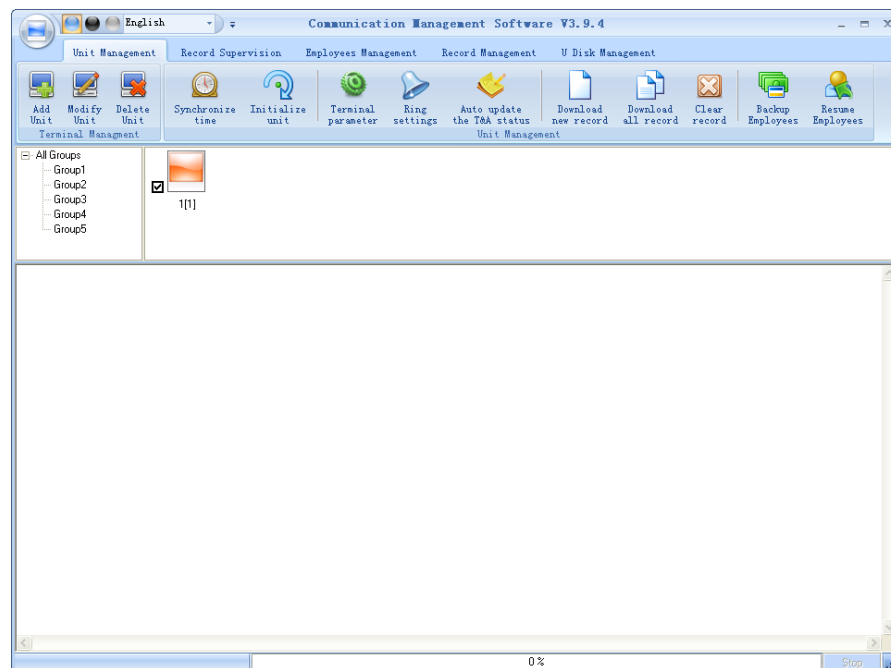 English
Communication Management Software V3.9.4
Unit Management Record Supervision Employees Management Record Management U Disk Management
Add Unit
Modify Unit
Delete Unit
Synchronize time
Initialize unit
Terminal parameter
Ring settings
Auto update the T&A status
Download new record
Download all record
Clear record
Backup Employees
Resume Employees
Terminal Managment
Unit Management
All Groups
Group1
Group2
Group3
Group4
Group5
1[1]
0 %
Stop